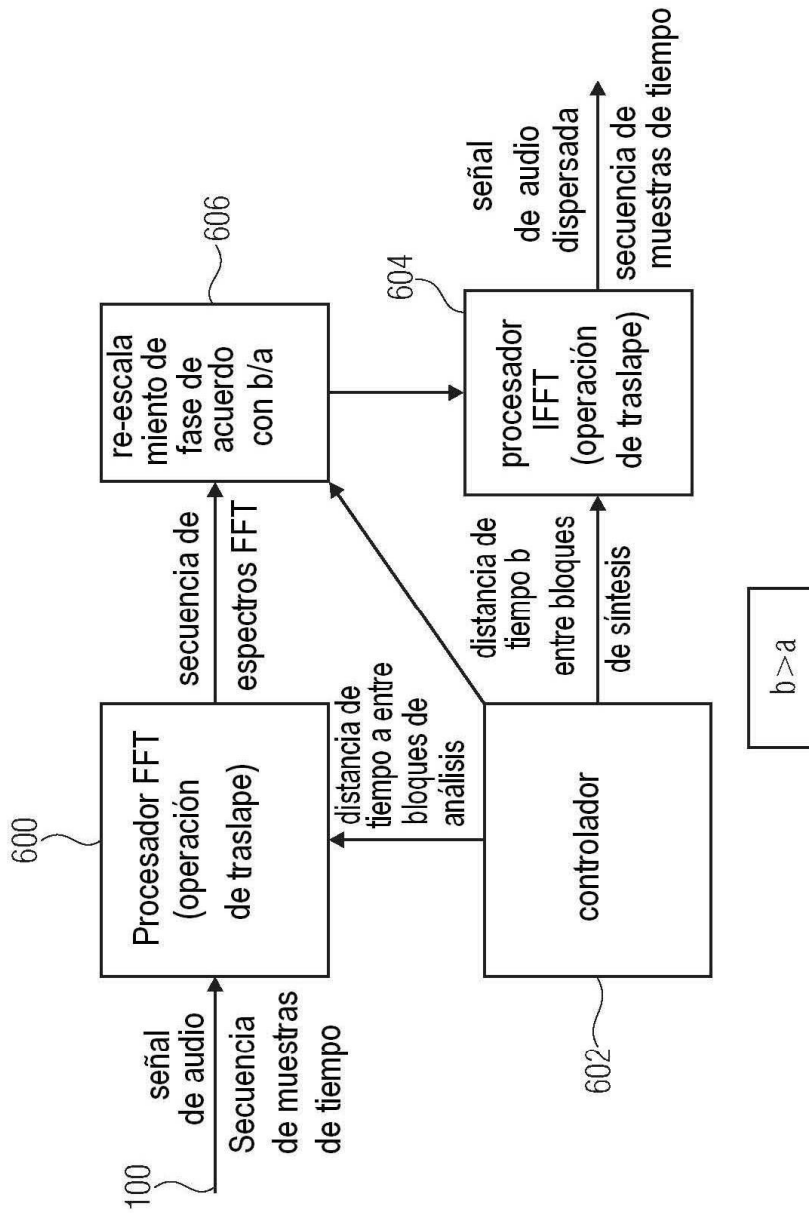 100
señal
de audio
Secuencia
de muestras
de tiempo
600
Procesador FFT
(operación
de traslape)
secuencia de
espectros FFT
606
re-escala
miento de
fase de
acuerdo
con b/a
distancia de
tiempo a entre
bloques de
análisis
602
controlador
distancia de
tiempo b
entre bloques
de síntesis
604
procesador
IFFT
(operación
de traslape)
señal
de audio
dispersada
secuencia de
muestras de tiempo
b>a